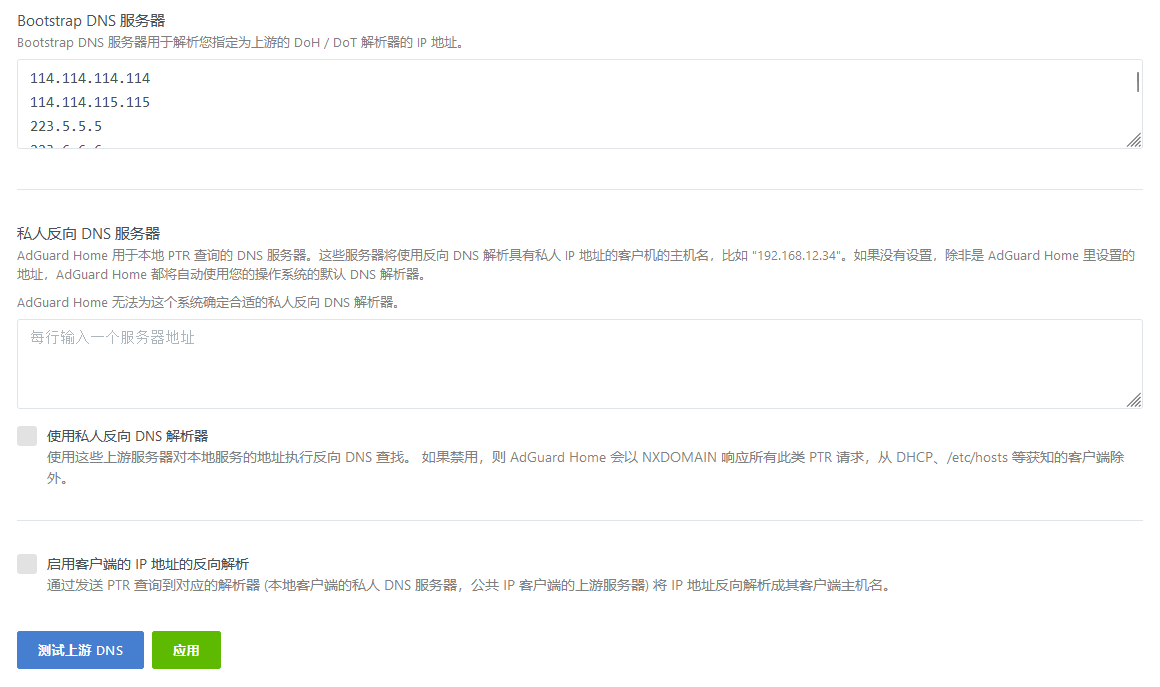 Bootstrap DNS 服务器
Bootstrap DNS 服务器用于解析您指定为上游的 DoH / DoT 解析器的 IP 地址。
114.114.114.114
114.114.115.115
223.5.5.5
私人反向 DNS 服务器
AdGuard Home 用于本地 PTR 查询的 DNS 服务器。这些服务器将使用反向 DNS 解析具有私人 IP 地址的客户机的主机名，比如 "192.168.12.34"。如果没有设置，除非是 AdGuard Home 里设置的
地址，AdGuard Home 都将自动使用您的操作系统的默认 DNS 解析器。
AdGuard Home 无法为这个系统确定合适的私人反向 DNS 解析器。
每行输入一个服务器地址
使用私人反向 DNS 解析器
使用这些上游服务器对本地服务的地址执行反向 DNS 查找。 如果禁用，则 AdGuard Home 会以 NXDOMAIN 响应所有此类 PTR 请求，从 DHCP、/etc/hosts 等获知的客户端除
外。
启用客户端的 IP 地址的反向解析
通过发送 PTR 查询到对应的解析器 (本地客户端的私人 DNS 服务器，公共 IP 客户端的上游服务器) 将 IP 地址反向解析成其客户端主机名。
测试上游 DNS
应用